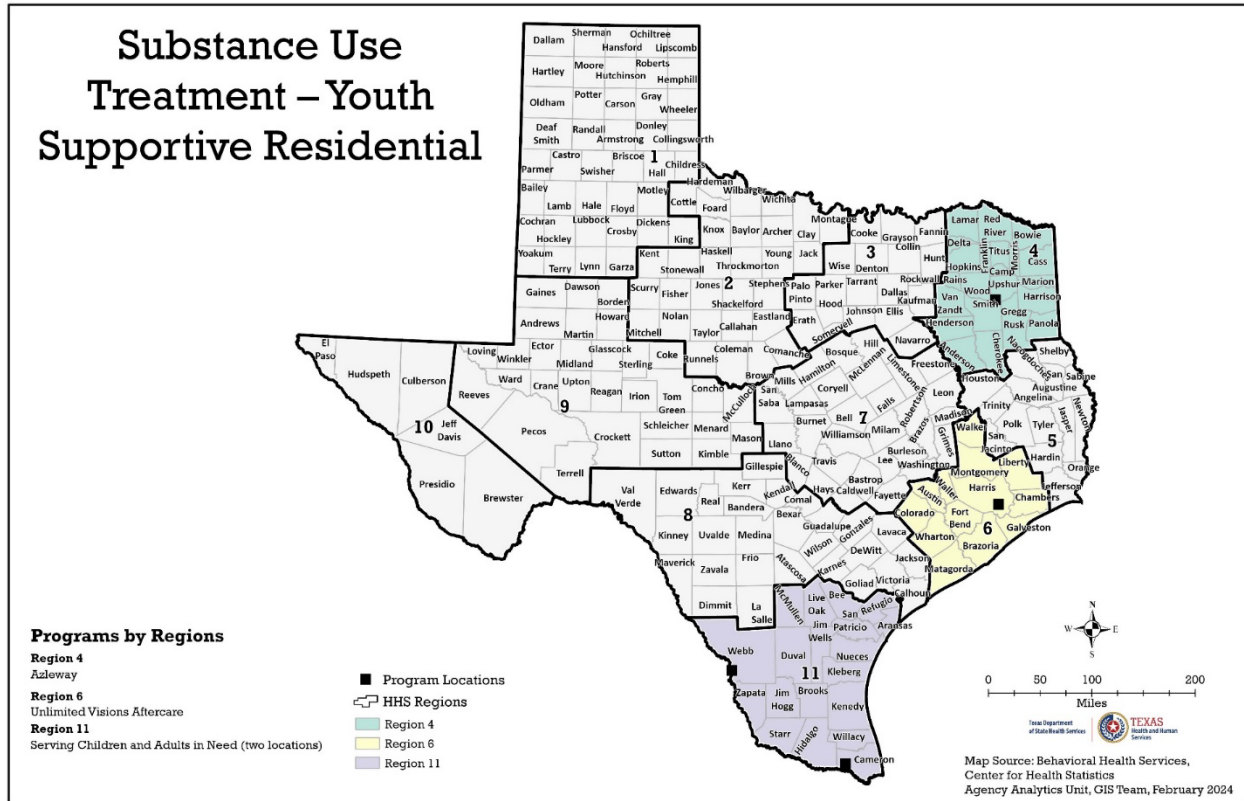 Substance Use
Treatment – Youth
Supportive Residential
Dallam
Sherman
Hansford
Ochiltree
Lipscomb
Hartley
Moore
Hutchinson
Roberts
Hemphill
Oldham
Potter
Carson
Gray
Wheeler
Deaf
Smith
Randall
Armstrong
Donley
Collingsworth
Parmer
Castro
Swisher
Briscoe
Hall
1
Childress
Bailey
Lamb
Hale
Floyd
Motley
Cottle
Hardeman
Foard
Wilbarger
Wichita
Cochran
Hockley
Lubbock
Crosby
Dickens
King
Knox
Baylor
Archer
Clay
Montague
Yoakum
Terry
Lynn
Garza
Kent
Stonewall
Haskell
Throckmorton
Young
Jack
Gaines
Dawson
Borden
Scurry
Fisher
Jones
2
Shackelford
Stephens
Andrews
Martin
Howard
Mitchell
Nolan
Taylor
Callahan
Eastland
Cooke
Grayson
Fannin
3
Collin
Hunt
Wise
Denton
Rockwall
Palo
Pinto
Parker
Tarrant
Dallas
Kaufman
Hood
Johnson
Ellis
Erath
Somervell
Navarro
Lamar
Red
River
Bowie
Delta
Franklin
Titus
Morris
4
Cass
Hopkins
Camp
Rains
Wood
Upshur
Marion
Van
Zandt
Smith
Harrison
Gregg
Henderson
Rusk
Panola
Anderson
Cherokee
Nacogdoches
Shelby
El
Paso
Hudspeth
Culberson
10
Jeff
Davis
Presidio
Brewster
Loving
Winkler
Ector
Midland
Glasscock
Sterling
Coke
Runnels
Coleman
Brown
Comanche
Reeves
Ward
Crane
Upton
Reagan
Irion
Tom
Green
Concho
McCulloch
9
Pecos
Crockett
Schleicher
Menard
Mason
Terrell
Sutton
Kimble
Mills
Hamilton
Bosque
Hill
McLennan
Limestone
Freestone
San
Saba
Lampasas
Coryell
Falls
Robertson
Leon
Burnet
Bell
7
Milam
Brazos
Madison
Grimes
Llano
Williamson
Burleson
Blanco
Travis
Lee
Washington
Bastrop
Hays
Caldwell
Fayette
Houston
San
Augustine
Sabine
Angelina
Trinity
Newton
Jasper
Polk
Tyler
5
San
Jacinto
Hardin
Orange
Jefferson
Walke
Montgomery
Liberty
Waller
Harris
Chambers
Austin
Colorado
Fort
Bend
6
Galveston
Wharton
Brazoria
Matagorda
Val
Verde
Edwards
Real
Kerr
Gillespie
Kendall
Bandera
Comal
8
Bexar
Guadalupe
Kinney
Uvalde
Medina
Wilson
Gonzales
Lavaca
Maverick
Zavala
Frio
Atascosa
Karnes
DeWitt
Jackson
Goliad
Victoria
Calhoun
Dimmit
La
Salle
McMullen
Live
Oak
Bee
Refugio
San
Patricio
Aransas
Jim
Wells
Webb
Duval
Nueces
Kleberg
11
Zapata
Jim
Hogg
Brooks
Kenedy
Starr
Hidalgo
Willacy
Cameron
Programs by Regions
Region 4
Azleway
Region 6
Unlimited Visions Aftercare
Region 11
Serving Children and Adults in Need (two locations)
Program Locations
HHS Regions
Region 4
Region 6
Region 11
N
W E
S
0 50 100 200
Miles
Texas Department
of State Health Services
TEXAS
Health and Human
Services
Map Source: Behavioral Health Services,
Center for Health Statistics
Agency Analytics Unit, GIS Team, February 2024